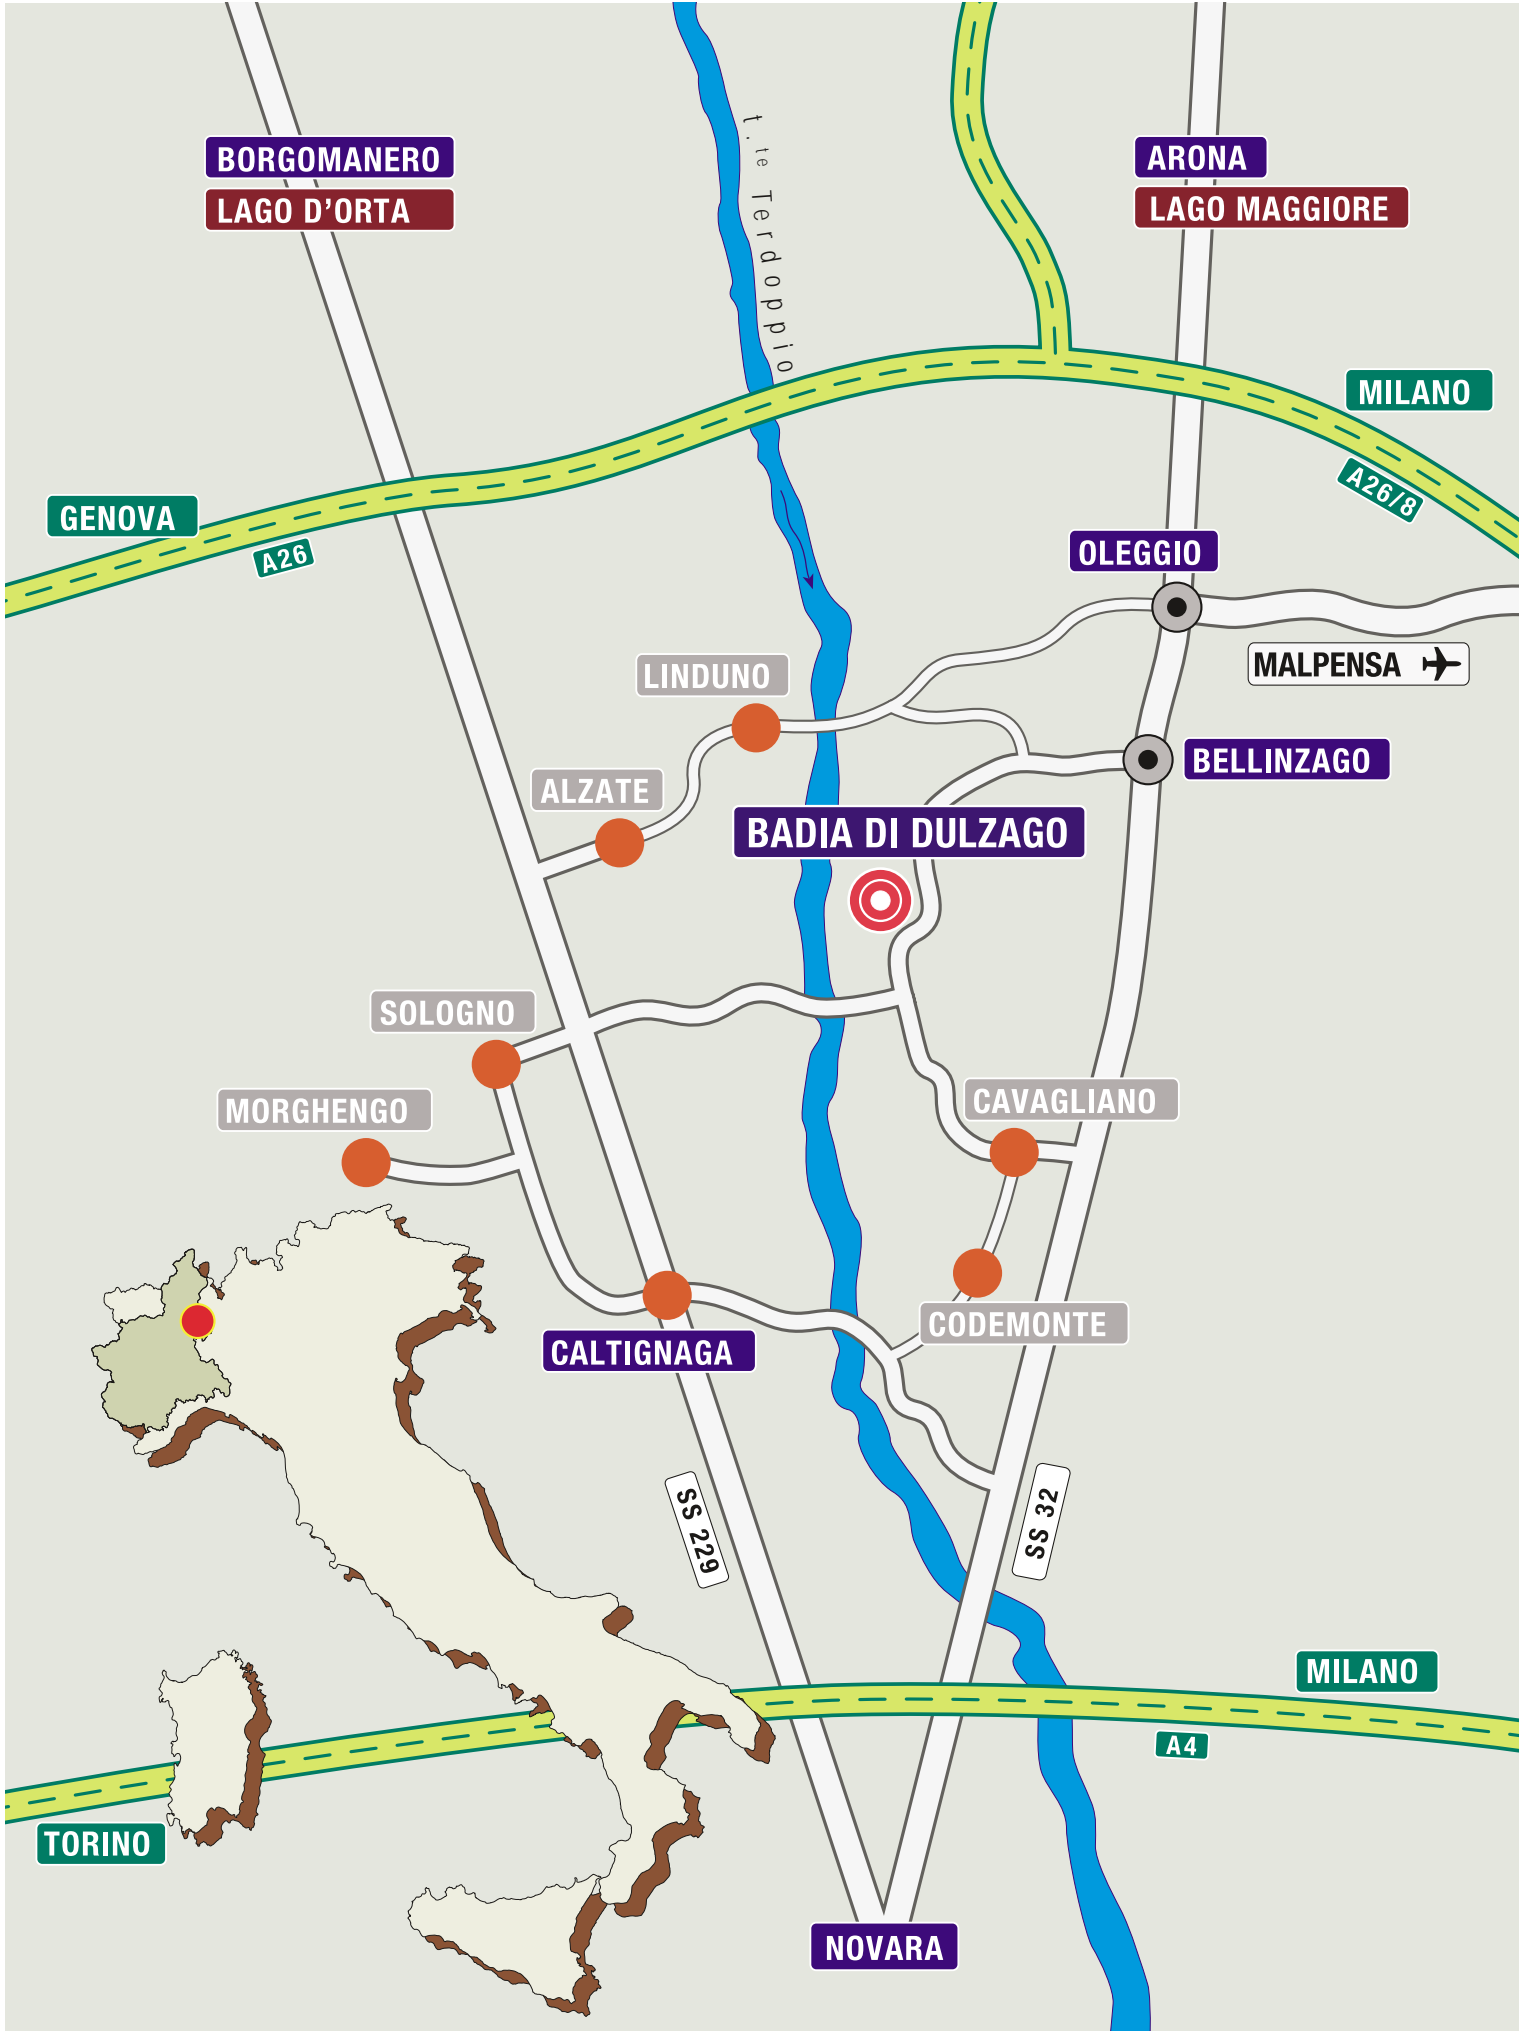 t.te Terdoppio
BORGOMANERO
LAGO D’ORTA
ARONA
LAGO MAGGIORE
MILANO
A26/8
GENOVA
A26
OLEGGIO
MALPENSA
LINDUNO
BELLINZAGO
ALZATE
BADIA DI DULZAGO
SOLOGNO
CAVAGLIANO
MORGHENGO
CODEMONTE
CALTIGNAGA
SS 229
SS 32
MILANO
A4
TORINO
NOVARA